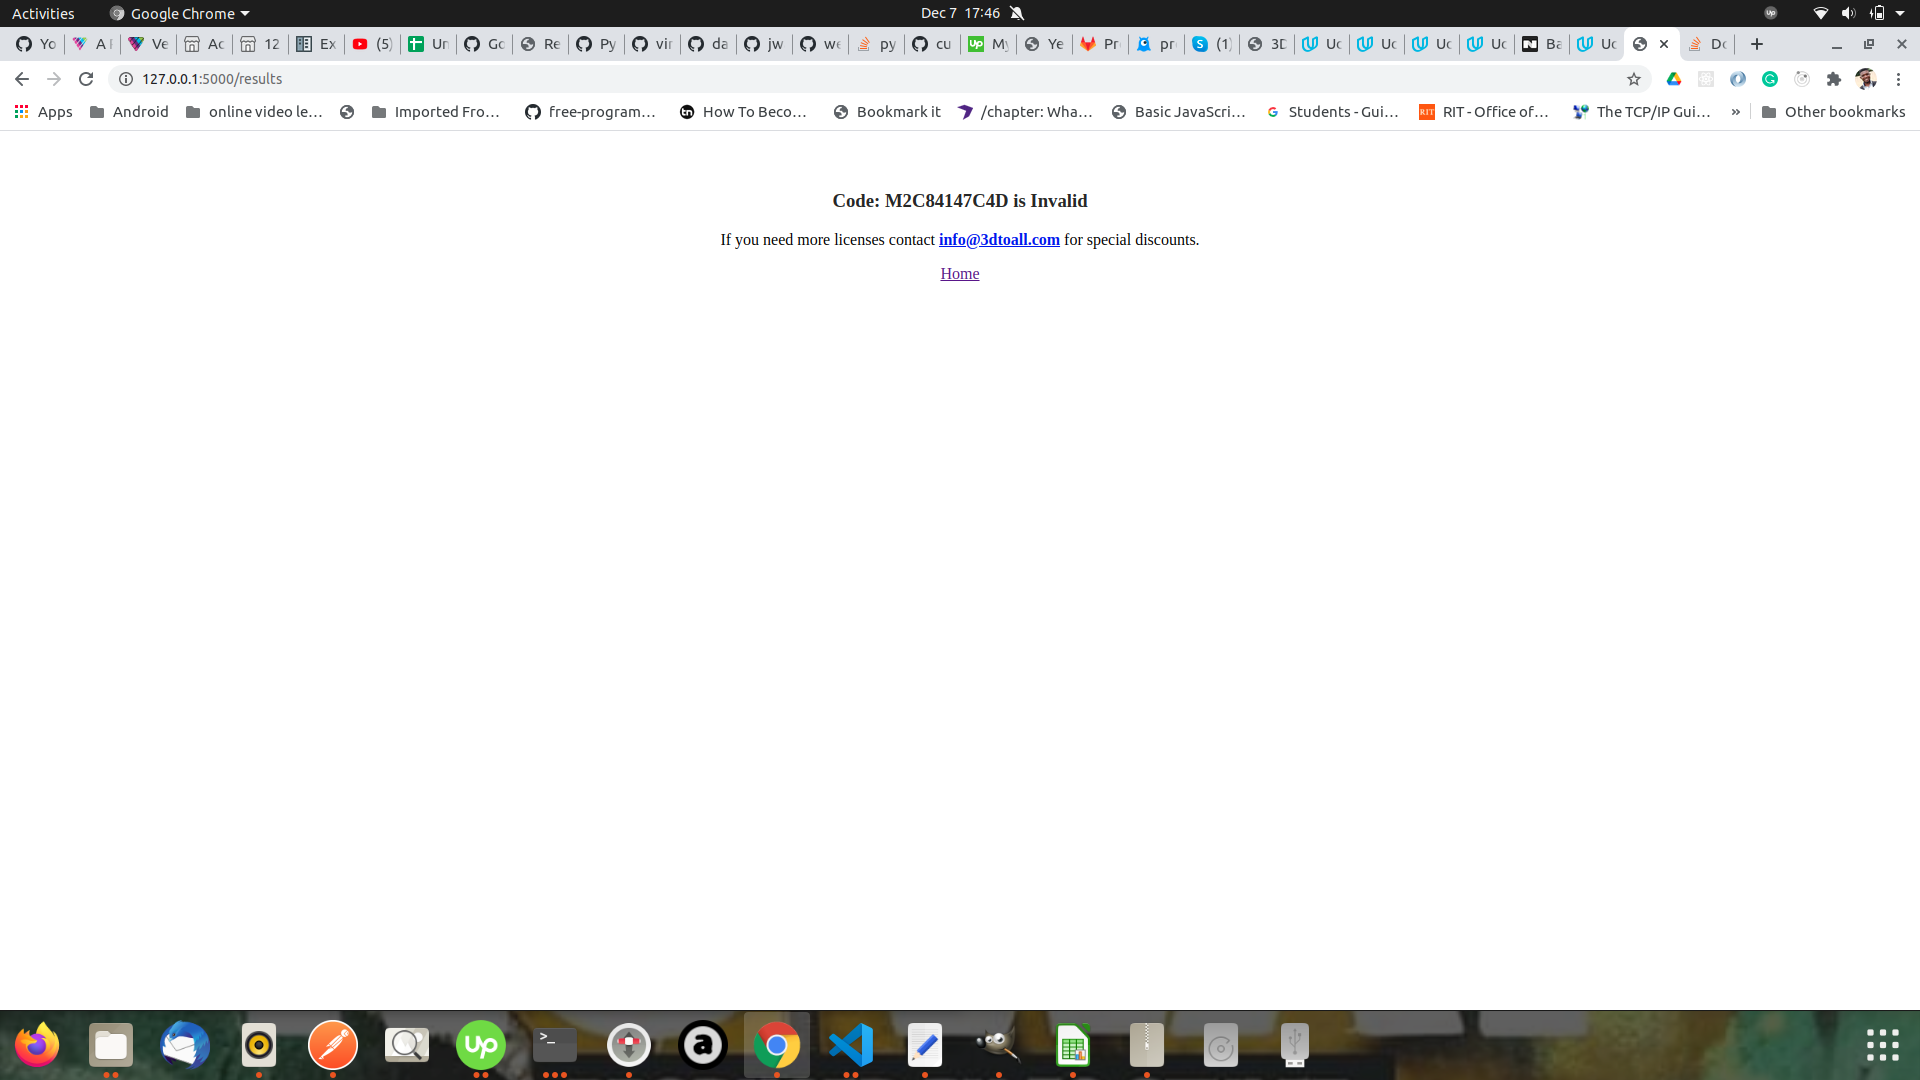 Activities
Google Chrome
Dec 7 17:46
Yo
A P
Ve
Ac
12
Ex
(5)
Un
Go
Re
Py
vir
da
jw
we
py
cu
My
Ye
Pr
pr
(1)
3D
Uc
Uc
Uc
Uc
Ba
Uc
Do
127.0.0.1:5000/results
Apps
Android
online video le...
Imported Fro...
free-program...
How To Beco...
Bookmark it
/chapter: Wha...
Basic JavaScri...
Students - Gui...
RIT - Office of...
The TCP/IP Gui...
»
Other bookmarks
Code: M2C84147C4D is Invalid
If you need more licenses contact info@3dtoall.com for special discounts.
Home